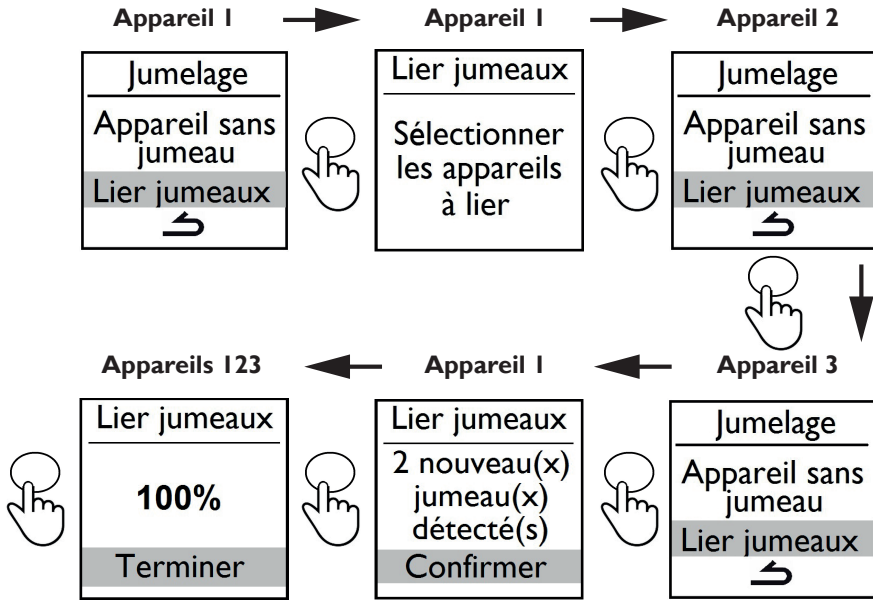 Appareil 1
Jumelage
Appareil sans
jumeau
Lier jumeaux
Appareil 1
Lier jumeaux
Sélectionner
les appareils
à lier
Appareil 2
Jumelage
Appareil sans
jumeau
Lier jumeaux
Appareil 3
Jumelage
Appareil sans
jumeau
Lier jumeaux
Appareil 1
Lier jumeaux
2 nouveau(x)
jumeau(x)
détecté(s)
Confirmer
Appareils 123
Lier jumeaux
100%
Terminer